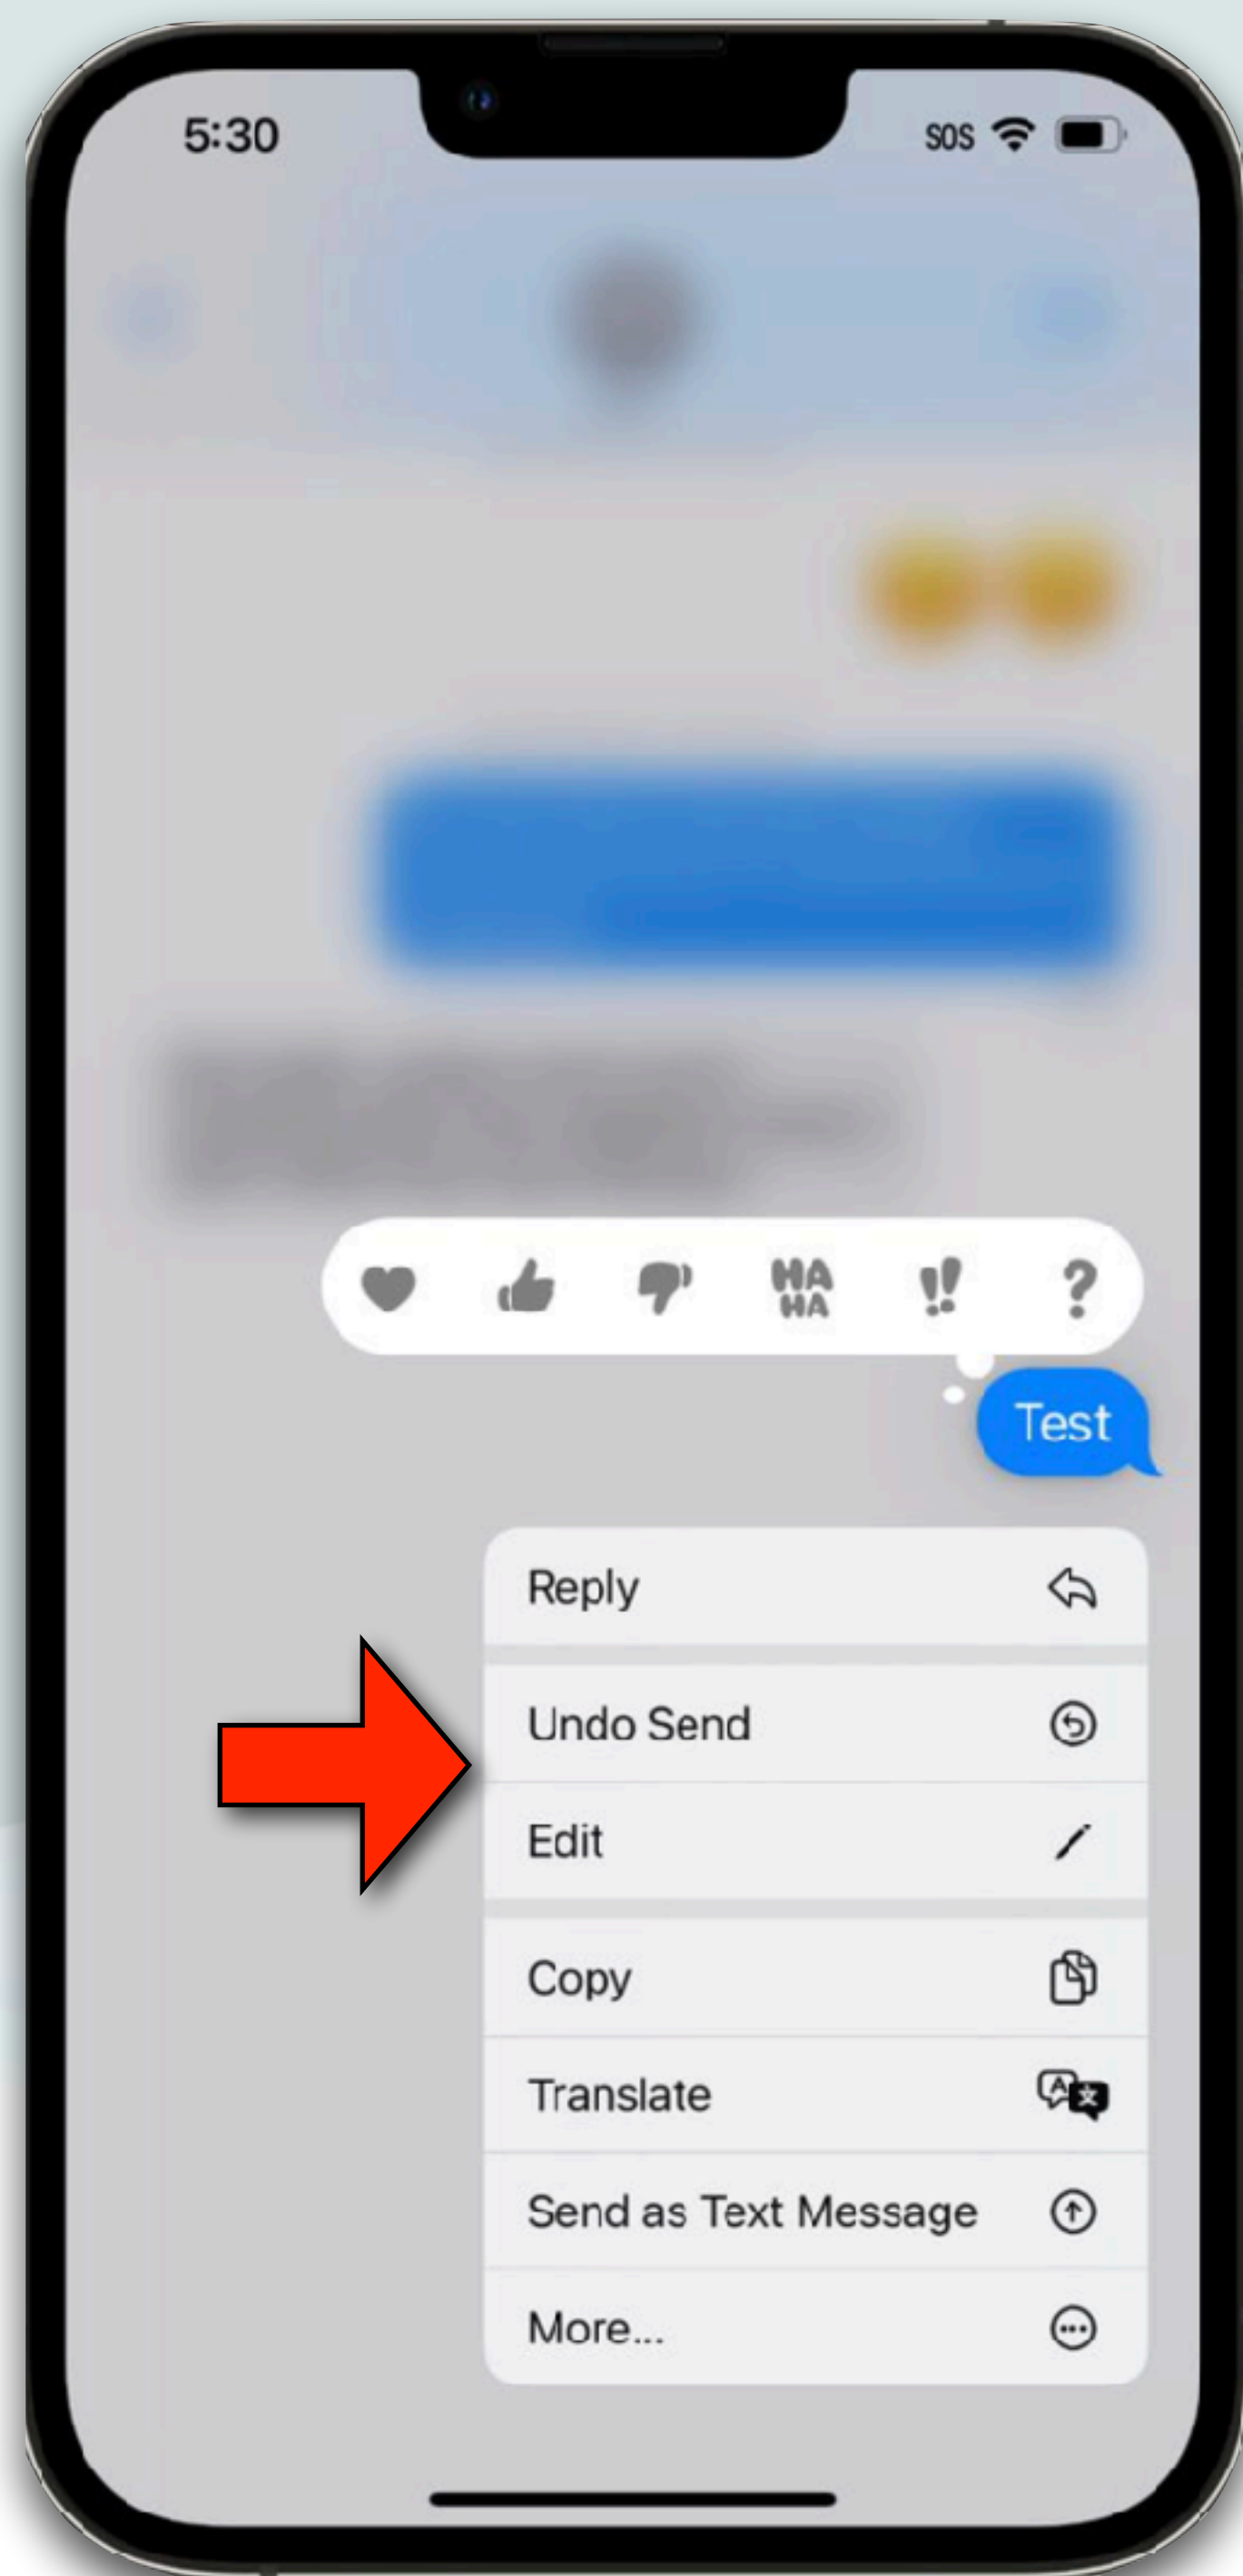 5:30 SOS
HA
HA
!! ?
Test
Reply
Undo Send
Edit
Copy
Translate
Send as Text Message
More...